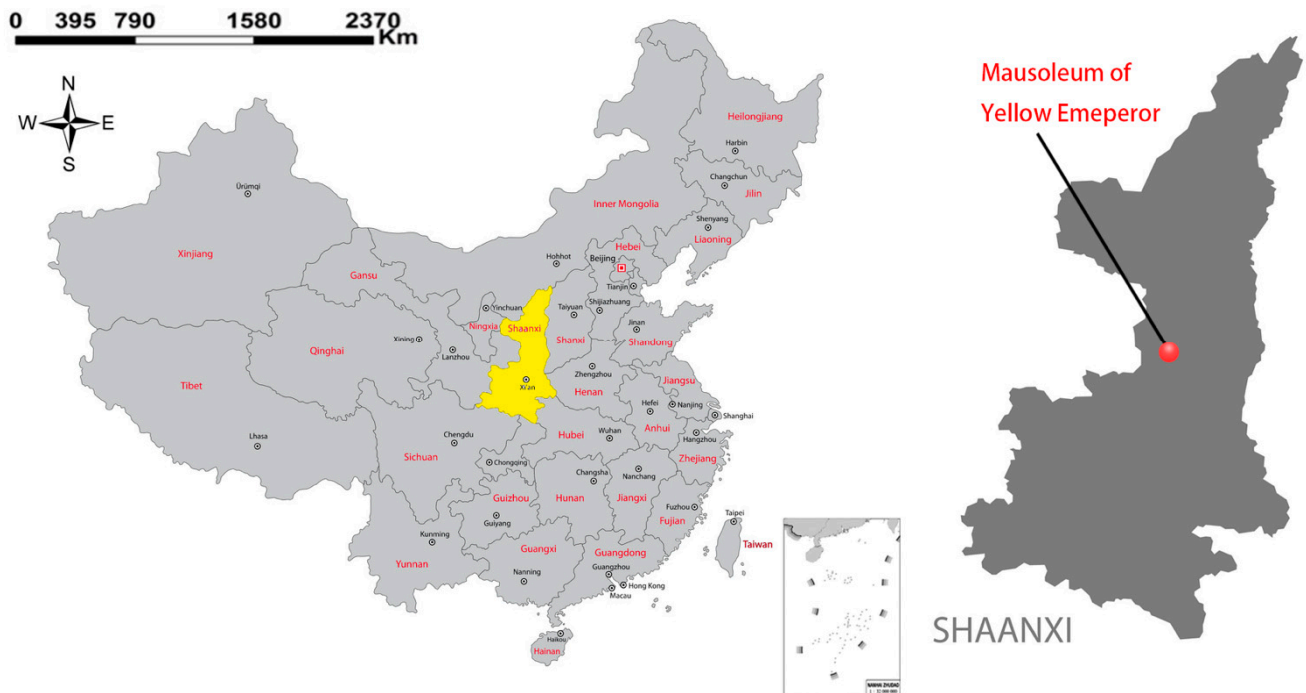 0 395 790 1580 2370
Km
N
W E
S
Heilongjiang
Harbin
Changchun
Jilin
Ürümqi
Inner Mongolia
Shenyang
Liaoning
Xinjiang
Hebei
Hohhot
Beijing
Gansu
Tianjin
Yinchuan
Taiyuan
Shijiazhuang
Ningxia
Shaanxi
Jinan
Shanxi
Shandong
Xining
Qinghai
Lanzhou
Zhengzhou
Tibet
Xi'an
Henan
Jiangsu
Hefei
Nanjing
Shanghai
Anhui
Lhasa
Chengdu
Hubei
Wuhan
Hangzhou
Sichuan
Zhejiang
Chongqing
Changsha
Nanchang
Guizhou
Hunan
Jiangxi
Guiyang
Fuzhou
Fujian
Taipei
Kunming
Taiwan
Yunnan
Guangxi
Guangdong
Nanning
Guangzhou
Hong Kong
Macau
Haikou
Hainan
NANHAI ZHUDAO
Mausoleum of
Yellow Emeperor
SHAANXI